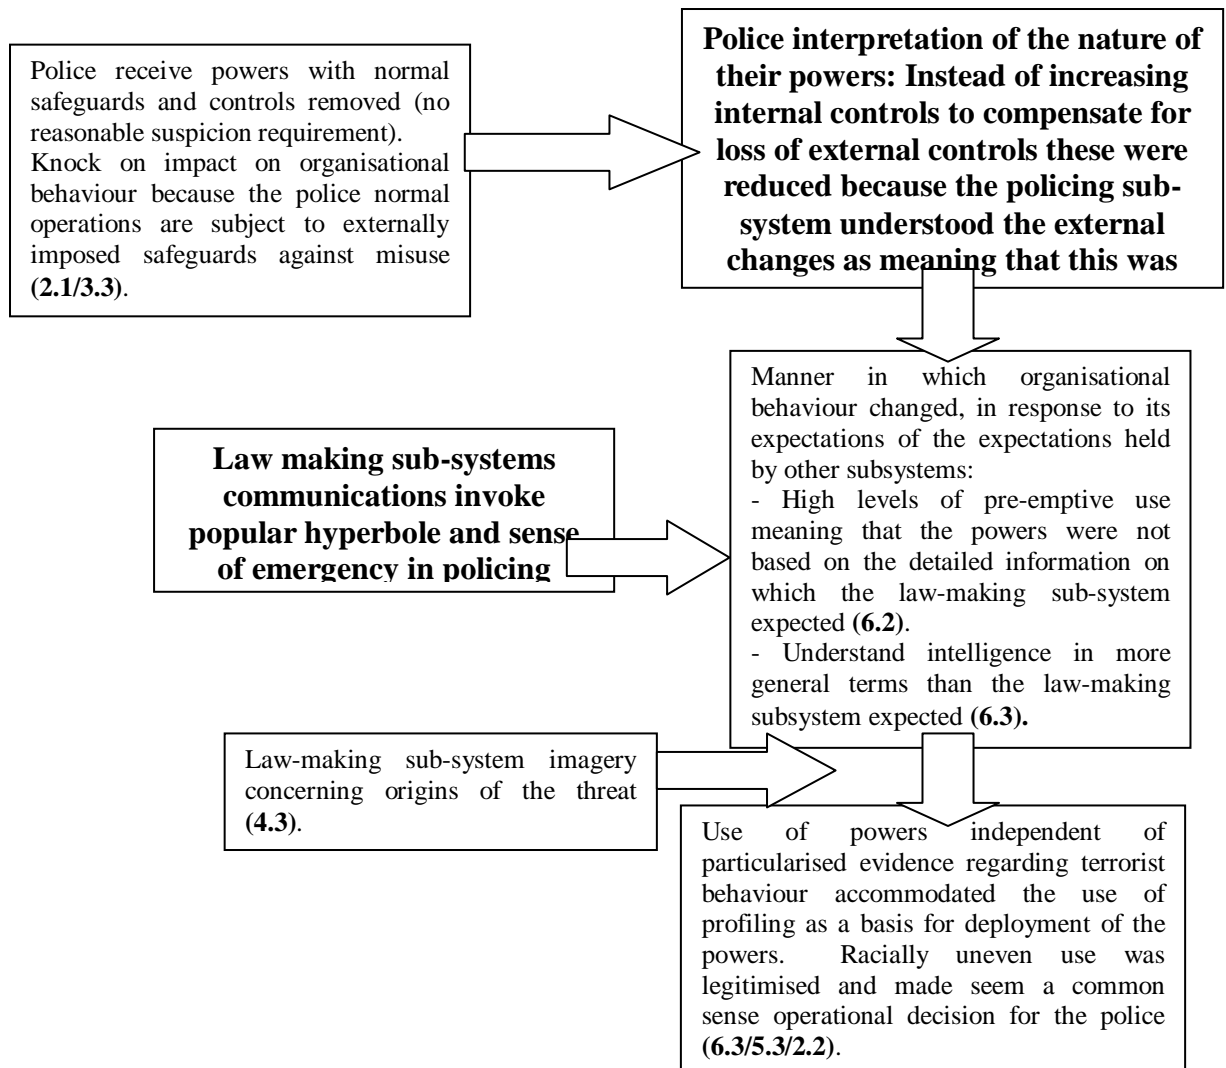 Police receive powers with normal
safeguards and controls removed (no
reasonable suspicion requirement).
Knock on impact on organisational
behaviour because the police normal
operations are subject to externally
imposed safeguards against misuse
(2.1/3.3).
Police interpretation of the nature of
their powers: Instead of increasing
internal controls to compensate for
loss of external controls these were
reduced because the policing sub-
system understood the external
changes as meaning that this was
Manner in which organisational
behaviour changed, in response to its
expectations of the expectations held
by other subsystems:
- High levels of pre-emptive use
meaning that the powers were not
based on the detailed information on
which the law-making sub-system
expected (6.2).
- Understand intelligence in more
general terms than the law-making
subsystem expected (6.3).
Law making sub-systems
communications invoke
popular hyperbole and sense
of emergency in policing
Law-making sub-system imagery
concerning origins of the threat
(4.3).
Use of powers independent of
particularised evidence regarding terrorist
behaviour accommodated the use of
profiling as a basis for deployment of the
powers. Racially uneven use was
legitimised and made seem a common
sense operational decision for the police
(6.3/5.3/2.2).